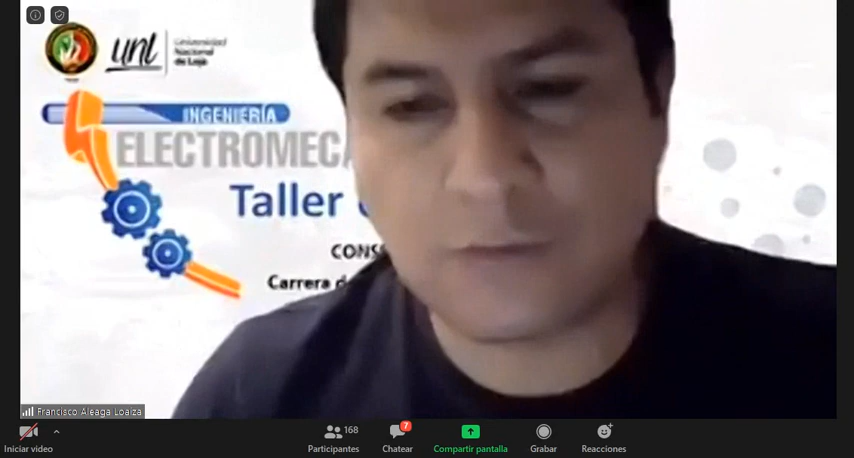 unl
Universidad
Nacional
de Loja
INGENIERÍA
ELECTROMECÁ
Taller
CONS
Carrera d
Francisco Aleaga Loaiza
Iniciar video
168
Participantes
7
Chatear
Compartir pantalla
Grabar
Reacciones